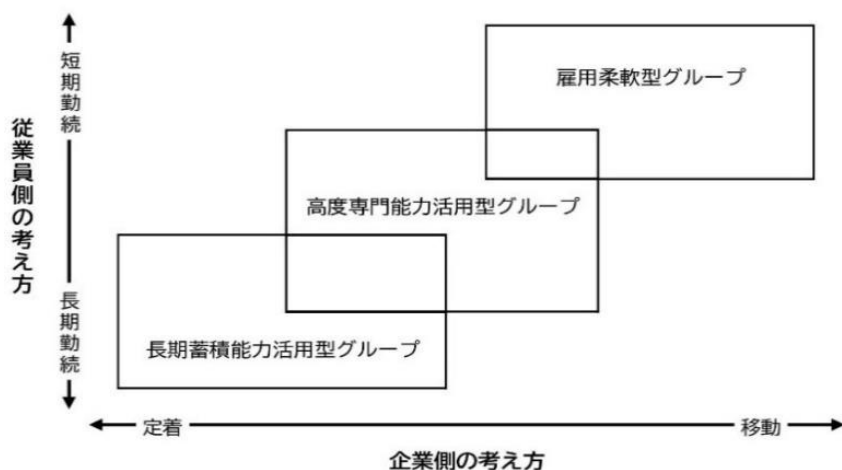 短期勤続
雇用柔軟型グループ
従業員側の考え方
高度専門能力活用型グループ
長期勤続
長期蓄積能力活用型グループ
定着
移動
企業側の考え方